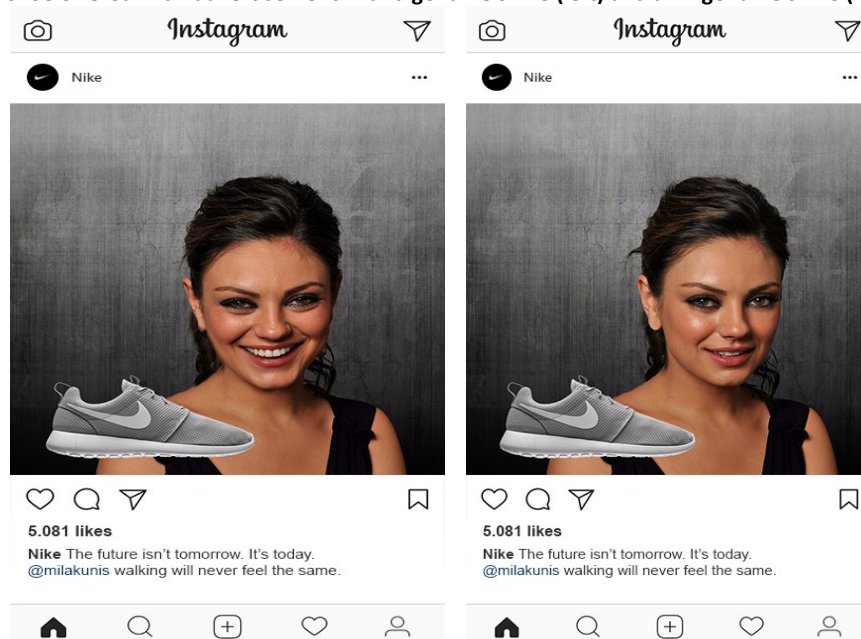 Instagram
Nike
5.081 likes
Nike The future isn't tomorrow. It's today.
@milakunis walking will never feel the same.
Instagram
Nike
5.081 likes
Nike The future isn't tomorrow. It's today.
@milakunis walking will never feel the same.